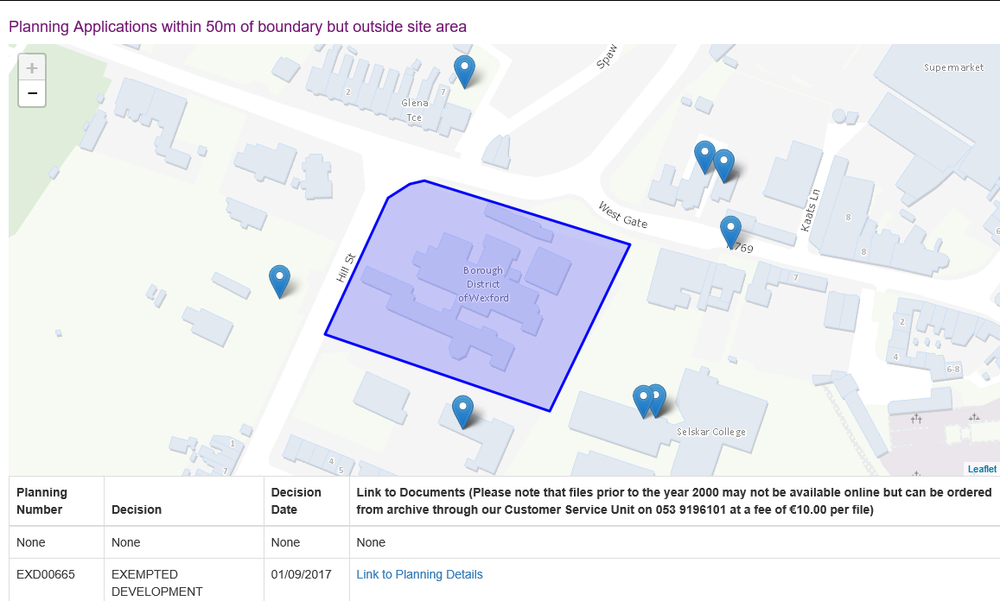 Planning Applications within 50m of boundary but outside site area
+
−
Spaw
Supermarket
2
7
Glena
Tce
West Gate
Kaats Ln
8
8
6
769
7
Hill St
Borough
District
of Wexford
2
4
6-8
Selskar College
1
7
4
5
Leaflet
Planning Number
Decision
Decision Date
Link to Documents (Please note that files prior to the year 2000 may not be available online but can be ordered
from archive through our Customer Service Unit on 053 9196101 at a fee of €10.00 per file)
None None None None
EXD00665 EXEMPTED 01/09/2017 Link to Planning Details
DEVELOPMENT